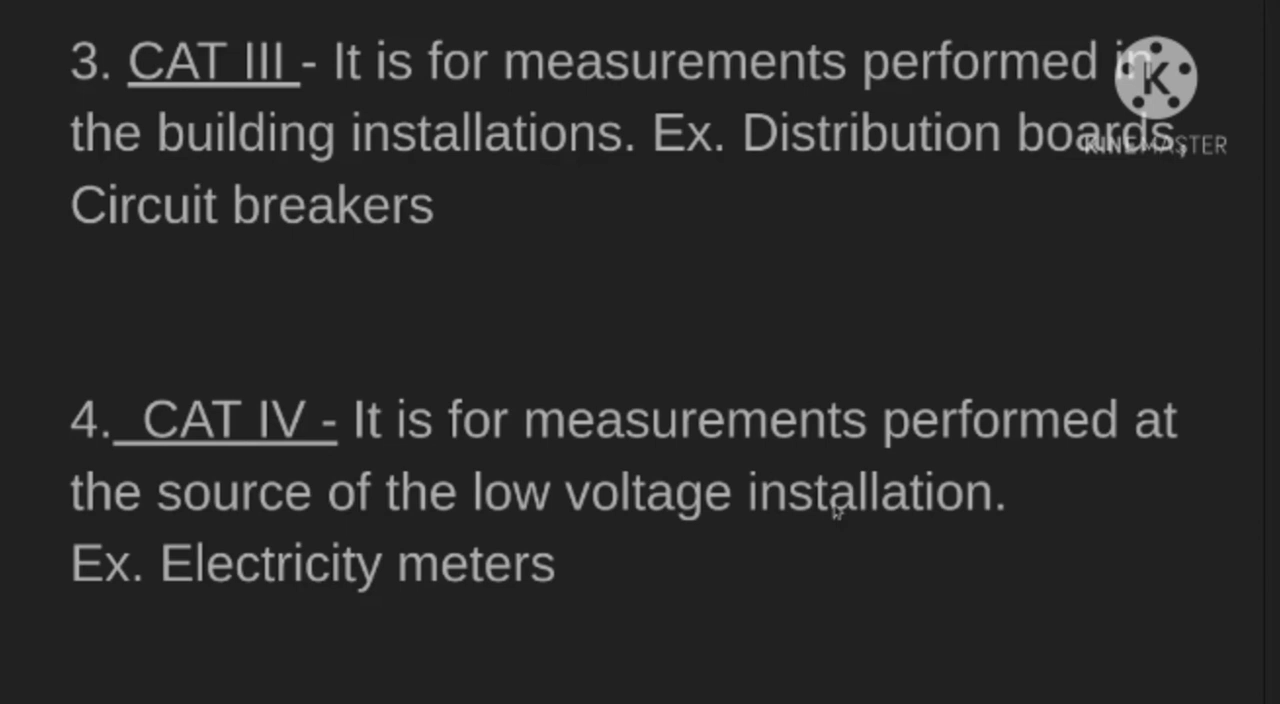 3. CAT III - It is for measurements performed in
the building installations. Ex. Distribution boards,
Circuit breakers
K
KINEMASTER
4. CAT IV - It is for measurements performed at
the source of the low voltage installation.
Ex. Electricity meters